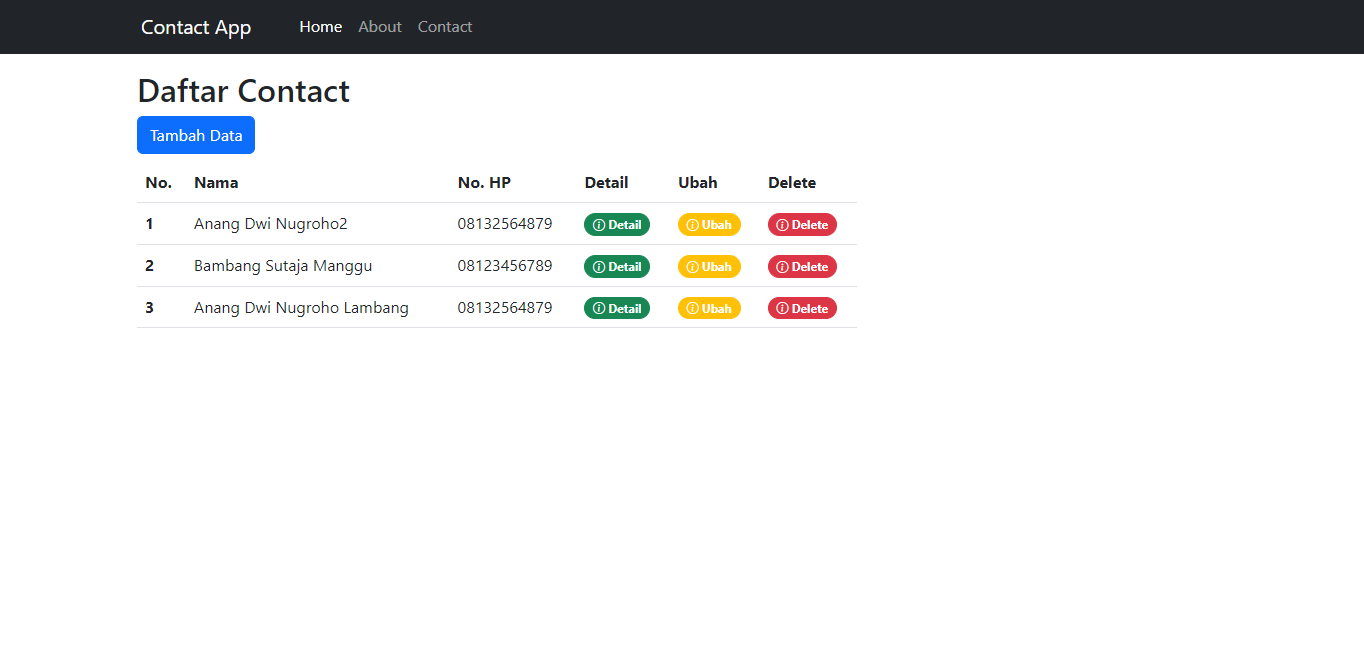 Contact App Home About Contact
Daftar Contact
Tambah Data
No. Nama No. HP Detail Ubah Delete
1 Anang Dwi Nugroho2 08132564879 Detail Ubah Delete
2 Bambang Sutaja Manggu 08123456789 Detail Ubah Delete
3 Anang Dwi Nugroho Lambang 08132564879 Detail Ubah Delete